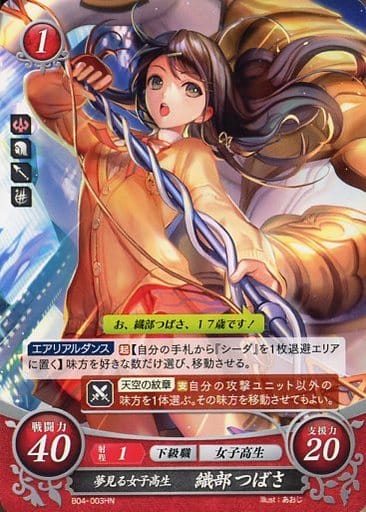 1
お、織部つばさ、17歳です!
エアリアルダンス 超【自分の手札から『シーダ』を1枚退避エリア
に置く】味方を好きな数だけ選び、移動させる。
天空の紋章 支 自分の攻撃ユニット以外の
味方を1体選ぶ。その味方を移動させてもよい。
戦闘力
40
射程 1 下級職 女子高生
支援力
20
夢見る女子高生 織部つばさ
B04-003HN
Illust:あおじ